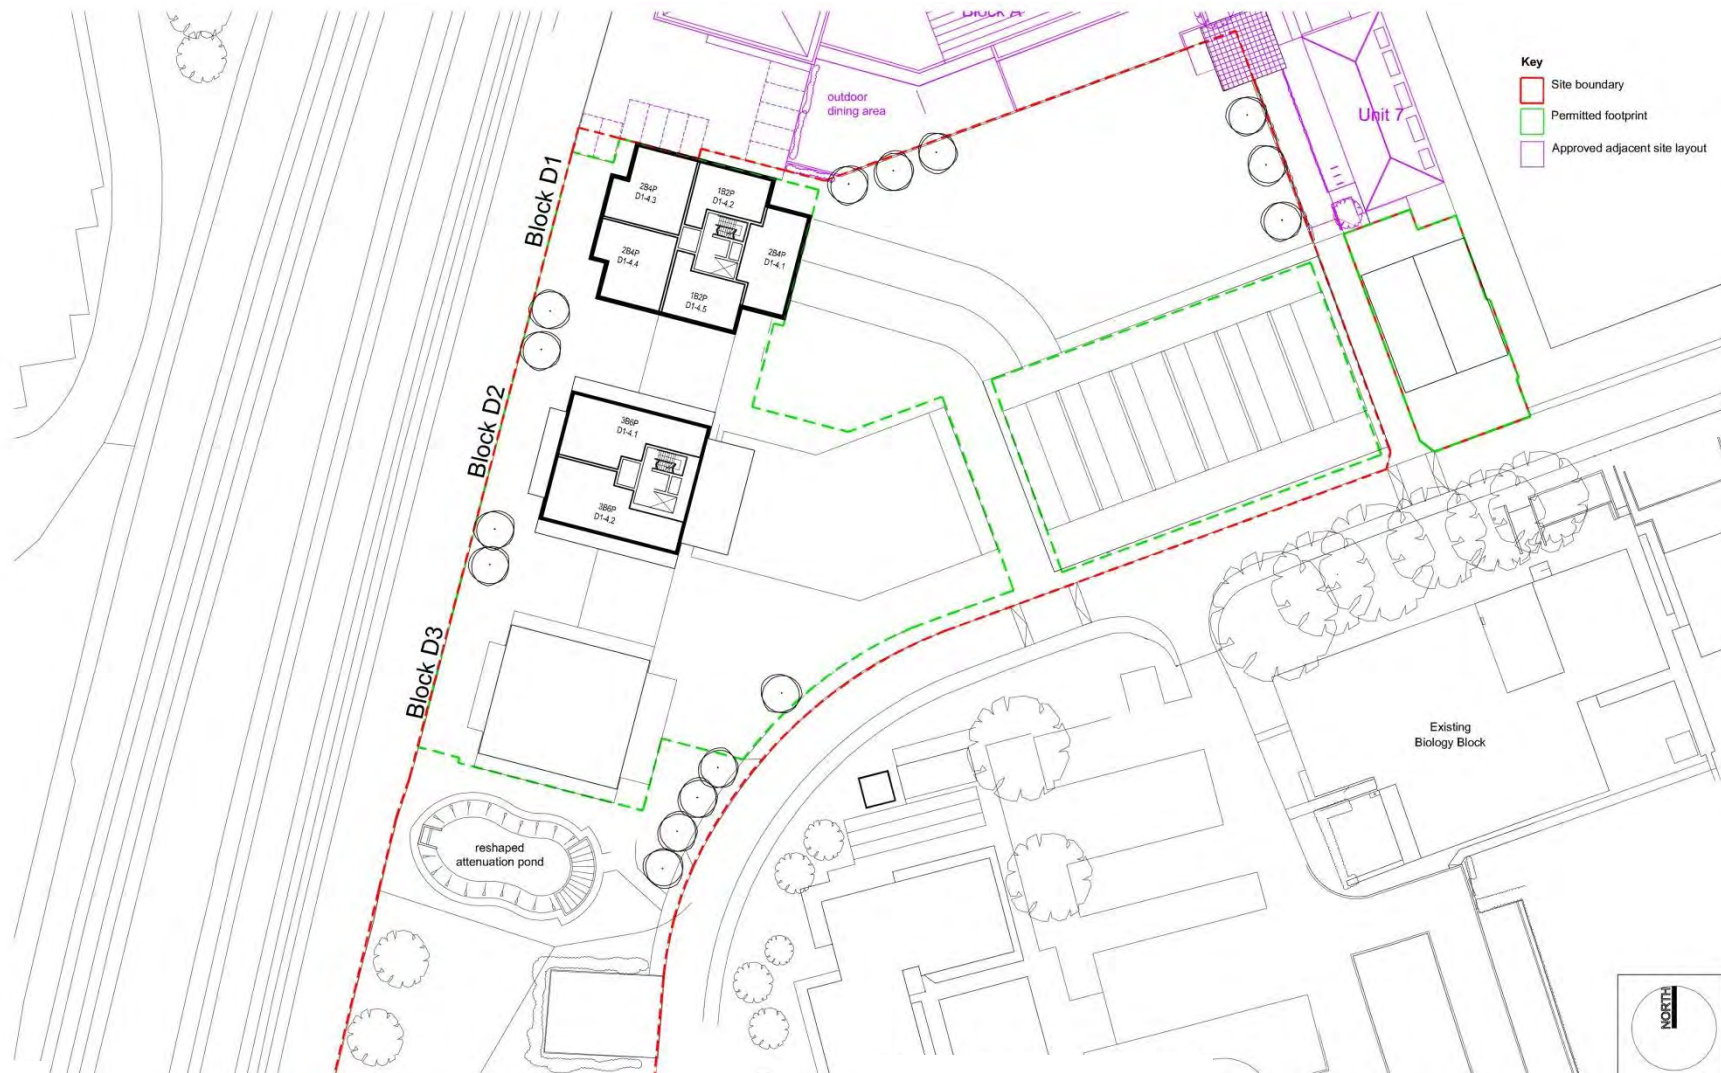 Block A
Key
Site boundary
Permitted footprint
Approved adjacent site layout
outdoor
dining area
Unit 7
Block D1
2B4P
D1-4.3
1B2P
D1-4.2
2B4P
D1-4.4
2B4P
D1-4.1
1B2P
D1-4.5
Block D2
3B6P
D1-4.1
3B6P
D1-4.2
Block D3
Existing
Biology Block
reshaped
attenuation pond
NORTH